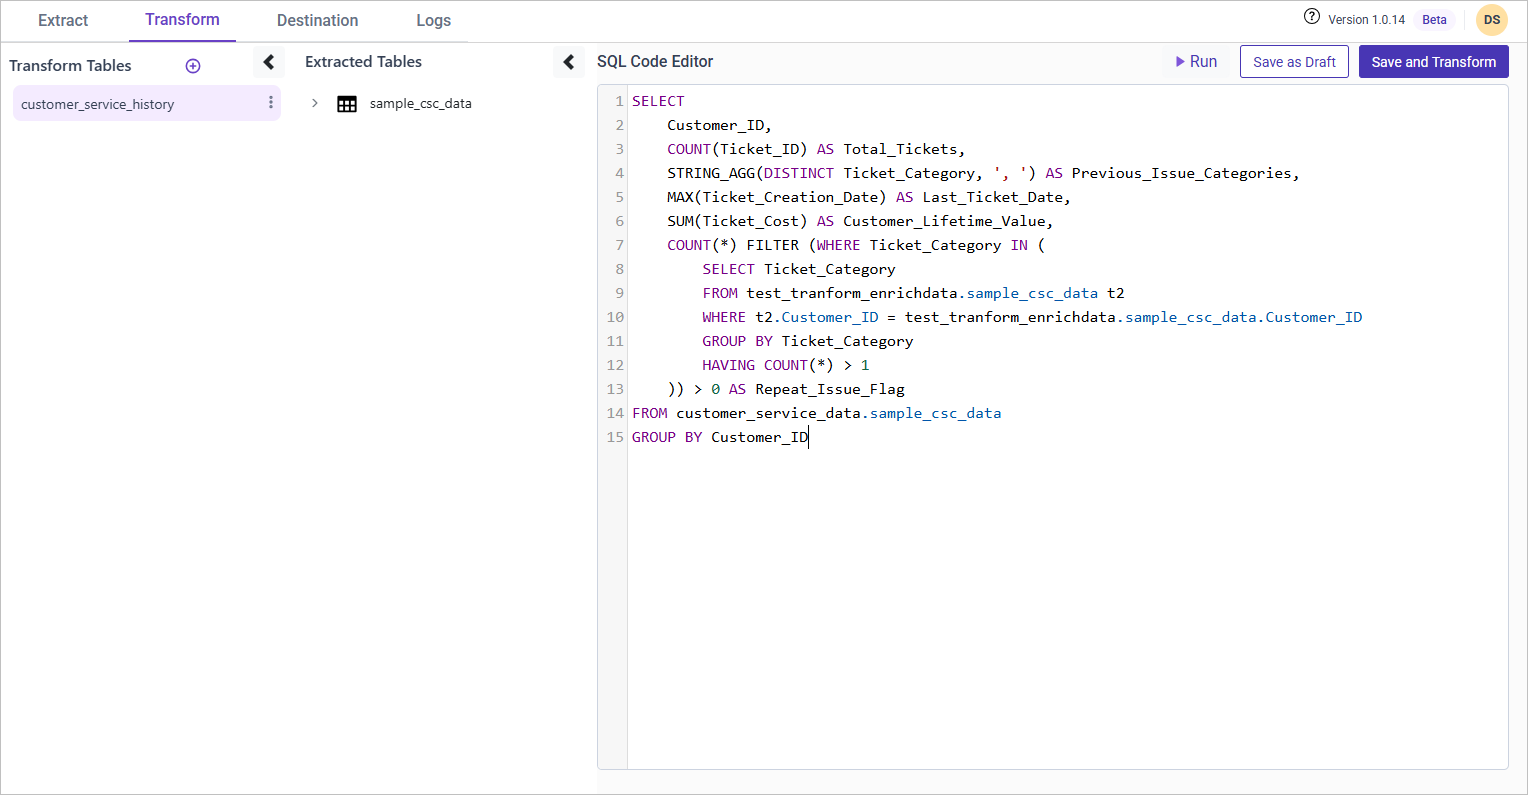 Extract
Transform
Destination
Logs
Version 1.0.14
Beta
DS
Transform Tables
customer_service_history
Extracted Tables
sample_csc_data
SQL Code Editor
Run
Save as Draft
Save and Transform
1 SELECT
2     Customer_ID,
3     COUNT(Ticket_ID) AS Total_Tickets,
4     STRING_AGG(DISTINCT Ticket_Category, ', ') AS Previous_Issue_Categories,
5     MAX(Ticket_Creation_Date) AS Last_Ticket_Date,
6     SUM(Ticket_Cost) AS Customer_Lifetime_Value,
7     COUNT(*) FILTER (WHERE Ticket_Category IN (
8         SELECT Ticket_Category
9         FROM test_tranform_enrichdata.sample_csc_data t2
10         WHERE t2.Customer_ID = test_tranform_enrichdata.sample_csc_data.Customer_ID
11         GROUP BY Ticket_Category
12         HAVING COUNT(*) > 1
13     )) > 0 AS Repeat_Issue_Flag
14 FROM customer_service_data.sample_csc_data
15 GROUP BY Customer_ID